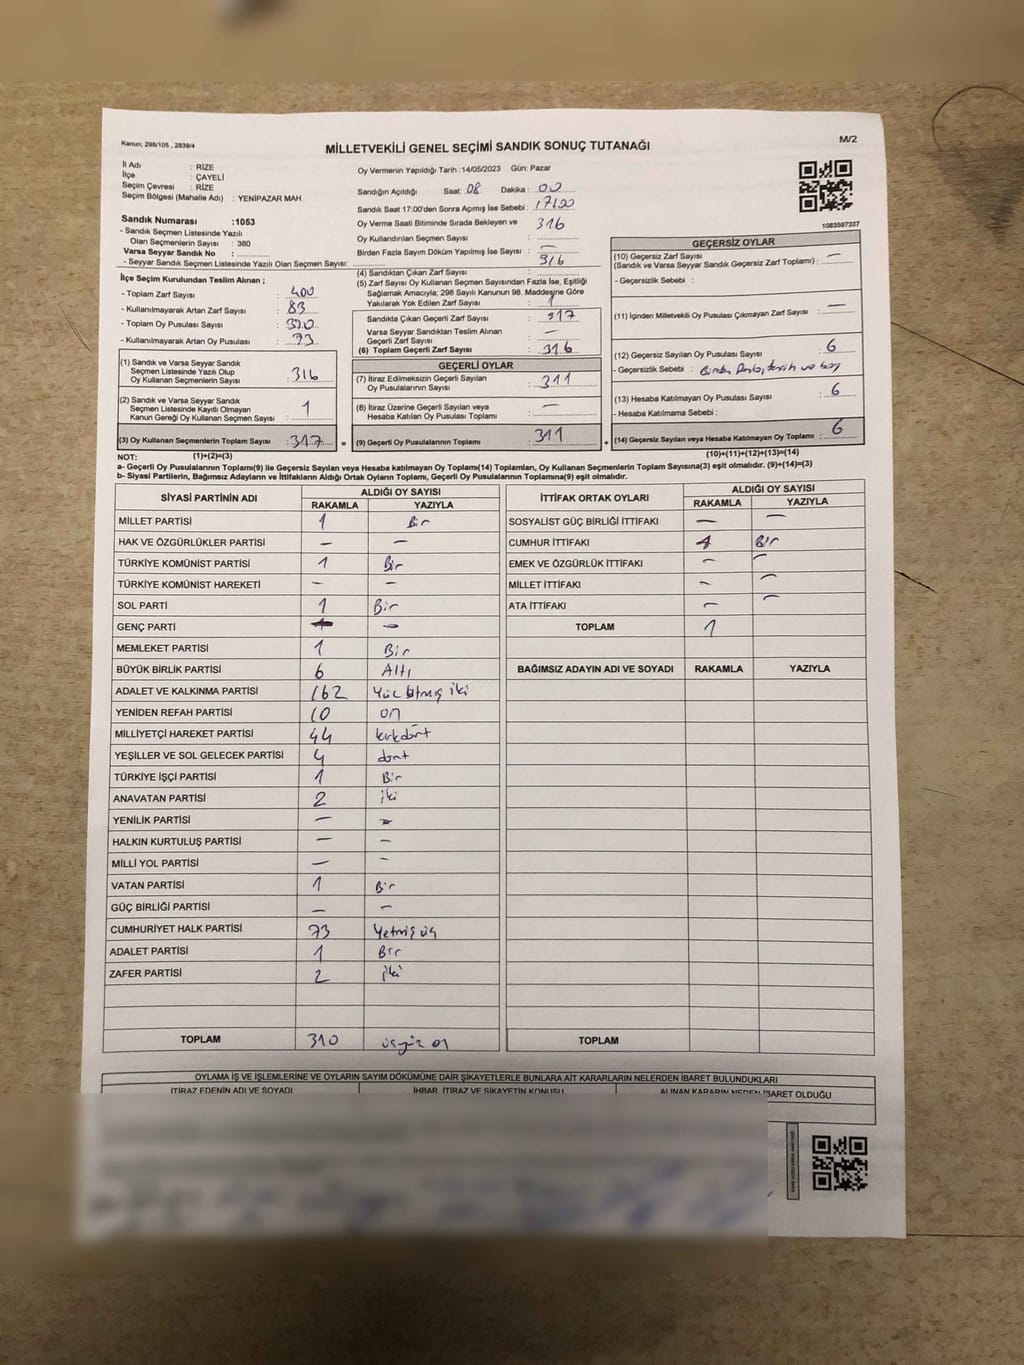 Kanun; 298/105 , 2839/4
MİLLETVEKİLİ GENEL SEÇİMİ SANDIK SONUÇ TUTANAĞI
M/2
İl Adı : RİZE
İlçe : ÇAYELİ
Seçim Çevresi : RİZE
Seçim Bölgesi (Mahalle Adı) : YENİPAZAR MAH.
Oy Vermenin Yapıldığı Tarih :14/05/2023 Gün: Pazar
Sandığın Açıldığı Saat: 08 Dakika : 00
Sandık Saat 17:00'den Sonra Açımış İse Sebebi : 17:00
Oy Verme Saati Bitiminde Sırada Bekleyen ve 316
Oy Kullandırılan Seçmen Sayısı :
Birden Fazla Sayım Döküm Yapılmış İse Sayısı : —
1083597337
Sandık Numarası :1053
- Sandık Seçmen Listesinde Yazılı
Olan Seçmenlerin Sayısı : 380
Varsa Seyyar Sandık No :
- Seyyar Sandık Seçmen Listesinde Yazılı Olan Seçmen Sayısı:
316
(4) Sandıktan Çıkan Zarf Sayısı :
(5) Zarf Sayısı Oy Kullanan Seçmen Sayısından Fazla İse, Eşitliği
Sağlamak Amacıyla; 298 Sayılı Kanunun 98. Maddesine Göre
Yakılarak Yok Edilen Zarf Sayısı : 1
İlçe Seçim Kurulundan Teslim Alınan ;
- Toplam Zarf Sayısı : 400
- Kullanılmayarak Artan Zarf Sayısı : 83
- Toplam Oy Pusulası Sayısı :
- Kullanılmayarak Artan Oy Pusulası : 73
Sandıkta Çıkan Geçerli Zarf Sayısı : 317
Varsa Seyyar Sandıktan Teslim Alınan
Geçerli Zarf Sayısı : —
(6) Toplam Geçerli Zarf Sayısı : 316
GEÇERSİZ OYLAR
(10) Geçersiz Zarf Sayısı
(Sandık ve Varsa Seyyar Sandık Geçersiz Zarf Toplamı) : —
- Geçersizlik Sebebi :
(11) İçinden Milletvekili Oy Pusulası Çıkmayan Zarf Sayısı : —
(12) Geçersiz Sayılan Oy Pusulası Sayısı : 6
- Geçersizlik Sebebi :
(13) Hesaba Katılmayan Oy Pusulası Sayısı : 6
- Hesaba Katılmama Sebebi :
(14) Geçersiz Sayılan veya Hesaba Katılmayan Oy Toplamı : 6
(1) Sandık ve Varsa Seyyar
Seçmen Listesinde Yazılı Olup
Oy Kullanan Seçmenlerin Sayısı : 316
(2) Sandık ve Varsa Seyyar Sandık
Seçmen Listesinde Kayıtlı Olmayan
Kanun Gereği Oy Kullanan Seçmen Sayısı : 1
(3) Oy Kullanan Seçmenlerin Toplam Sayısı : 317 =
GEÇERLİ OYLAR
(7) İtiraz Edilmeksizin Geçerli Sayılan
Oy Pusulalarının Sayısı : 311
(8) İtiraz Üzerine Geçerli Sayılan veya
Hesaba Katılan Oy Pusulası Toplamı : —
(9) Geçerli Oy Pusulalarının Toplamı : 311 +
NOT: (1)+(2)=(3)
(10)+(11)+(12)+(13)=(14)
a- Geçerli Oy Pusulalarının Toplamı(9) ile Geçersiz Sayılan veya Hesaba katılmayan Oy Toplamı(14) Toplamları, Oy Kullanan Seçmenlerin Toplam Sayısına(3) eşit olmalıdır. (9)+(14)=(3)
b- Siyasi Partilerin, Bağımsız Adayların ve İttifakların Aldığı Ortak Oyların Toplamı, Geçerli Oy Pusulalarının Toplamına(9) eşit olmalıdır.
SİYASİ PARTİNİN ADI ALDIĞI OY SAYISI
RAKAMLA YAZIYLA
MİLLET PARTİSİ 1 Bir
HAK VE ÖZGÜRLÜKLER PARTİSİ — —
TÜRKİYE KOMÜNİST PARTİSİ 1 Bir
TÜRKİYE KOMÜNİST HAREKETİ — —
SOL PARTİ 1 Bir
GENÇ PARTİ —
MEMLEKET PARTİSİ 1 Bir
BÜYÜK BİRLİK PARTİSİ 6 Altı
ADALET VE KALKINMA PARTİSİ 162 Yüz altmış iki
YENİDEN REFAH PARTİSİ 10 on
MİLLİYETÇİ HAREKET PARTİSİ 44 kırkdört
YEŞİLLER VE SOL GELECEK PARTİSİ 4 dört
TÜRKİYE İŞÇİ PARTİSİ 1 Bir
ANAVATAN PARTİSİ 2 iki
YENİLİK PARTİSİ — —
HALKIN KURTULUŞ PARTİSİ — —
MİLLİ YOL PARTİSİ — —
VATAN PARTİSİ 1 Bir
GÜÇ BİRLİĞİ PARTİSİ — —
CUMHURİYET HALK PARTİSİ 73 Yetmiş üç
ADALET PARTİSİ 1 Bir
ZAFER PARTİSİ 2 iki
TOPLAM 310 üçyüz on
İTTİFAK ORTAK OYLARI ALDIĞI OY SAYISI
RAKAMLA YAZIYLA
SOSYALİST GÜÇ BİRLİĞİ İTTİFAKI — —
CUMHUR İTTİFAKI 1 Bir
EMEK VE ÖZGÜRLÜK İTTİFAKI — —
MİLLET İTTİFAKI — —
ATA İTTİFAKI — —
TOPLAM 1
BAĞIMSIZ ADAYIN ADI VE SOYADI RAKAMLA YAZIYLA
TOPLAM
OYLAMA İŞ VE İŞLEMLERİNE VE OYLARIN SAYIM DÖKÜMÜNE DAİR ŞİKAYETLERLE BUNLARA AİT KARARLARIN NELERDEN İBARET BULUNDUKLARI
İTİRAZ EDENİN ADI VE SOYADI İHBAR, İTİRAZ VE ŞİKAYETİN KONUSU ALINAN KARARIN NEDEN İBARET OLDUĞU